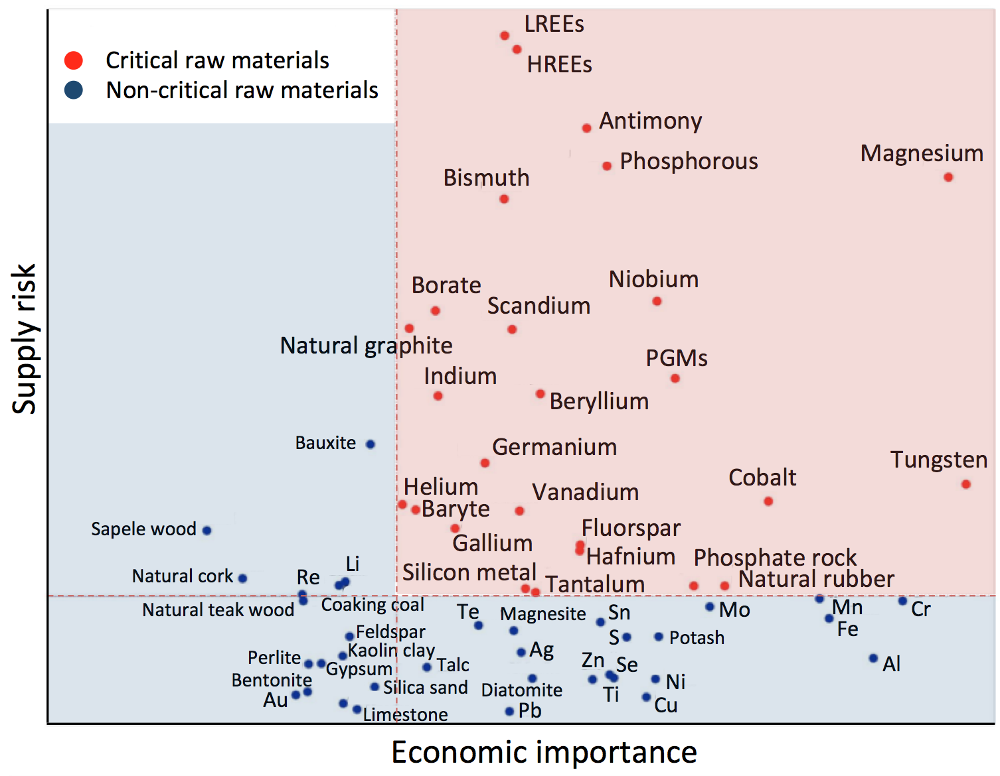 LREEs
Critical raw materials
HREEs
Non-critical raw materials
Antimony
Magnesium
Phosphorous
Bismuth
Niobium
Borate
Scandium
Natural graphite
PGMs
Indium
Beryllium
Bauxite
Germanium
Tungsten
Cobalt
Helium
Vanadium
Baryte
Sapele wood
Fluorspar
Gallium
Hafnium
Phosphate rock
Li
Silicon metal
Natural cork
Re
Natural rubber
Tantalum
Coaking coal
Natural teak wood
Te
Magnesite
Sn
Mo
Mn
Cr
Feldspar
S
Potash
Fe
Kaolin clay
Ag
Perlite
Gypsum
Talc
Zn
Se
Al
Bentonite
Silica sand
Diatomite
Ti
Ni
Au
Limestone
Pb
Cu
Supply risk
Economic importance